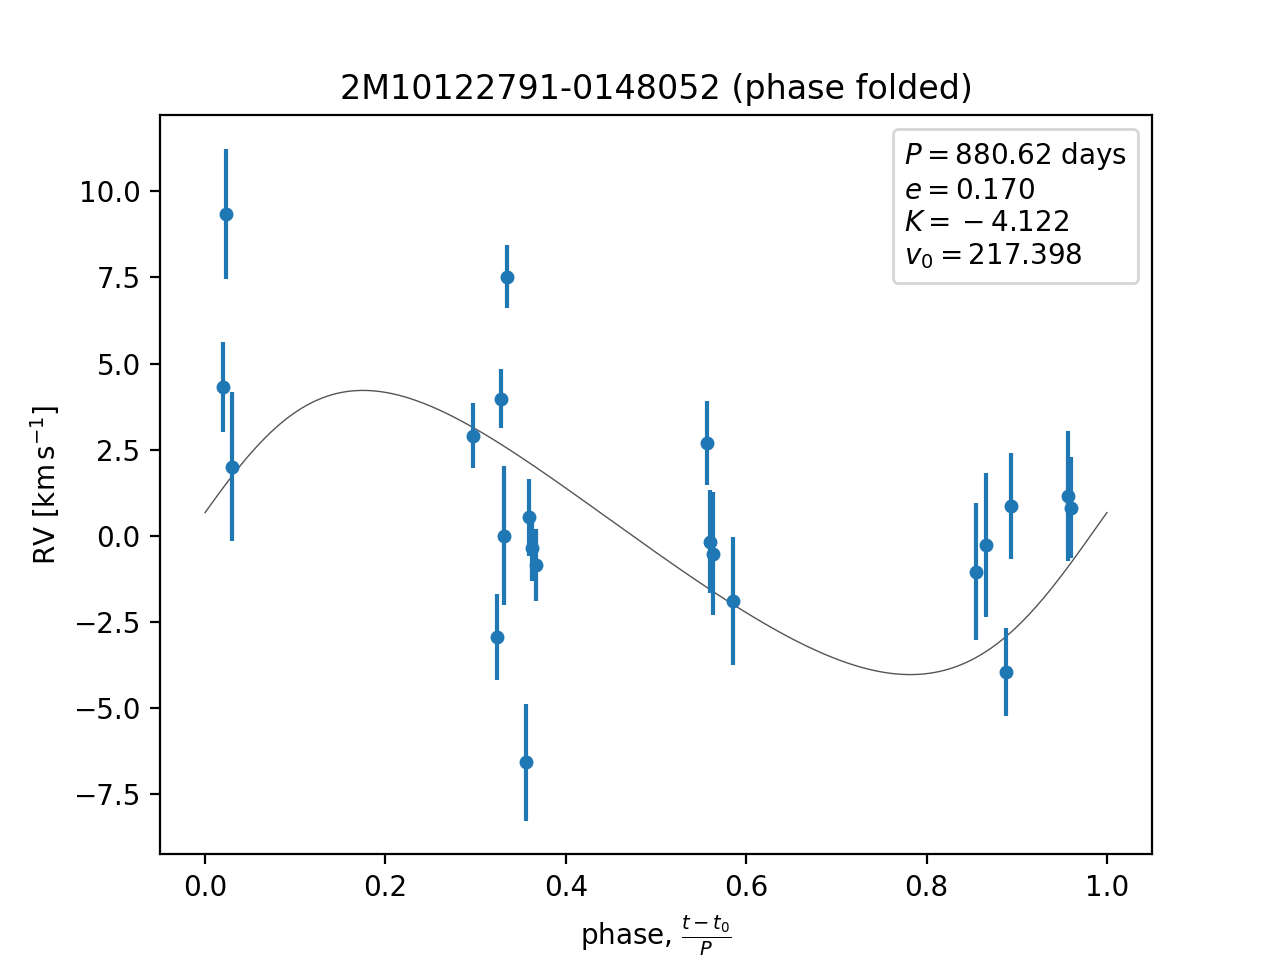 2M10122791-0148052 (phase folded)
P = 880.62 days
e = 0.170
K = −4.122
v₀ = 217.398
10.0
7.5
5.0
2.5
0.0
−2.5
−5.0
−7.5
RV [km s⁻¹]
0.0 0.2 0.4 0.6 0.8 1.0
phase, (t − t₀)/P